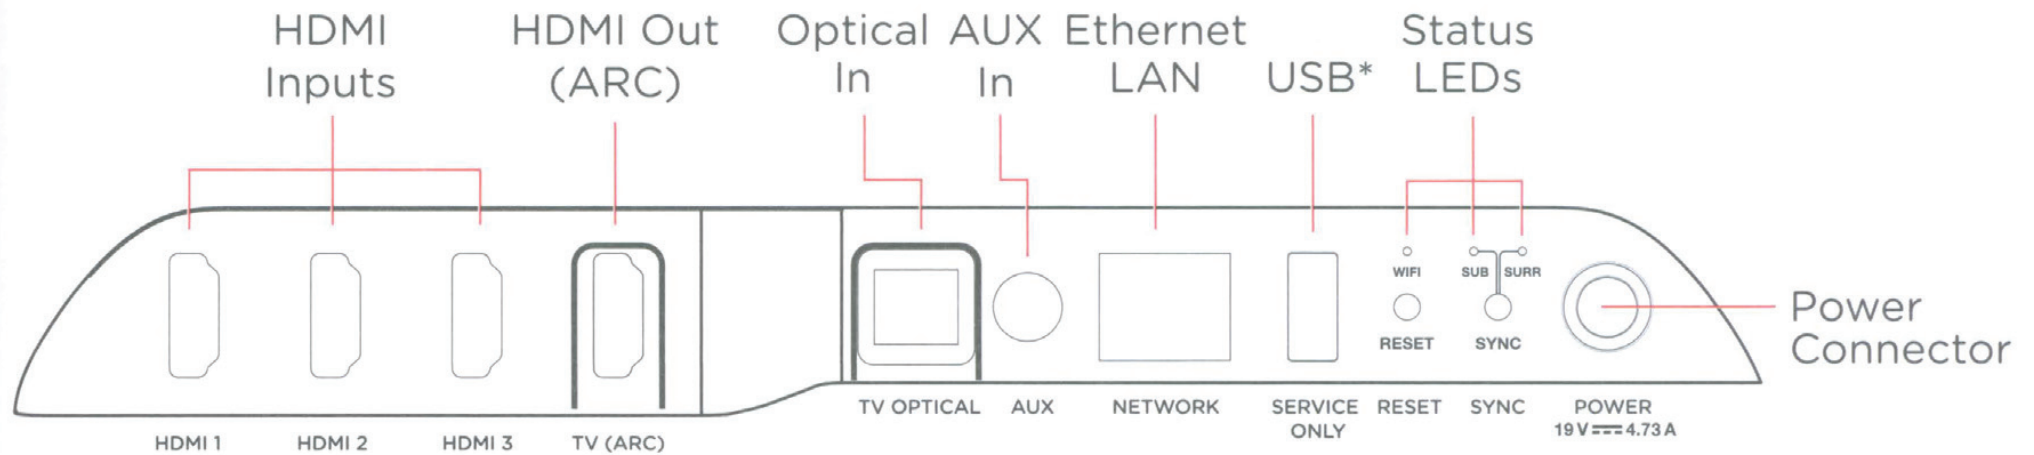 HDMI
Inputs
HDMI Out
(ARC)
Optical
In
AUX
In
Ethernet
LAN
USB*
Status
LEDs
WIFI
SUB
SURR
RESET
SYNC
Power
Connector
HDMI 1
HDMI 2
HDMI 3
TV (ARC)
TV OPTICAL
AUX
NETWORK
SERVICE
ONLY
RESET
SYNC
POWER
19 V ⎓ 4.73 A